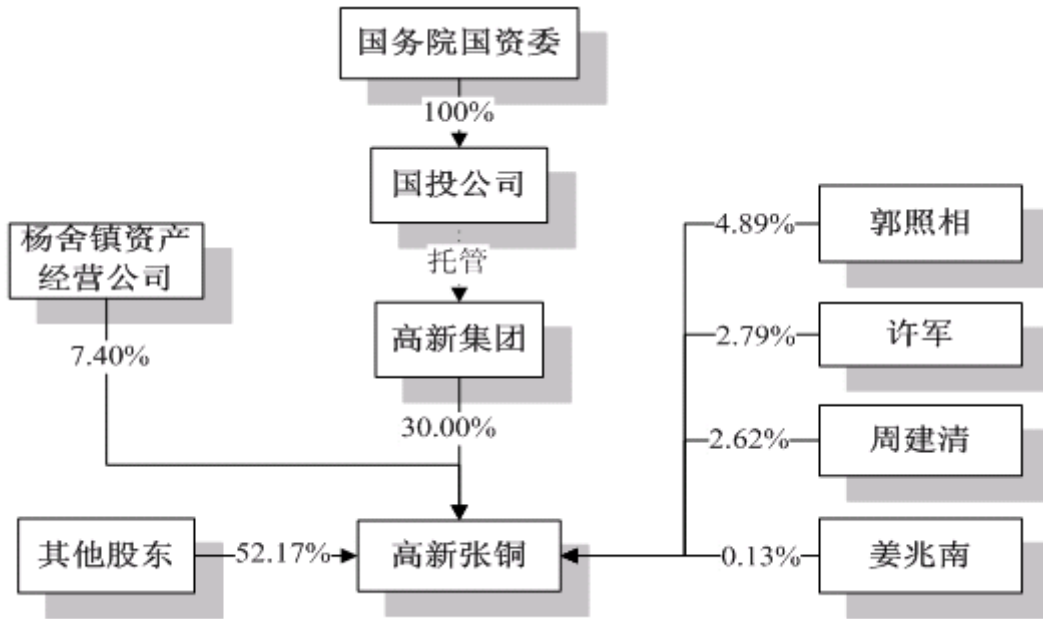 国务院国资委
100%
国投公司
托管
高新集团
30.00%
杨舍镇资产
经营公司
7.40%
其他股东
52.17%
高新张铜
4.89%
郭照相
2.79%
许军
2.62%
周建清
0.13%
姜兆南